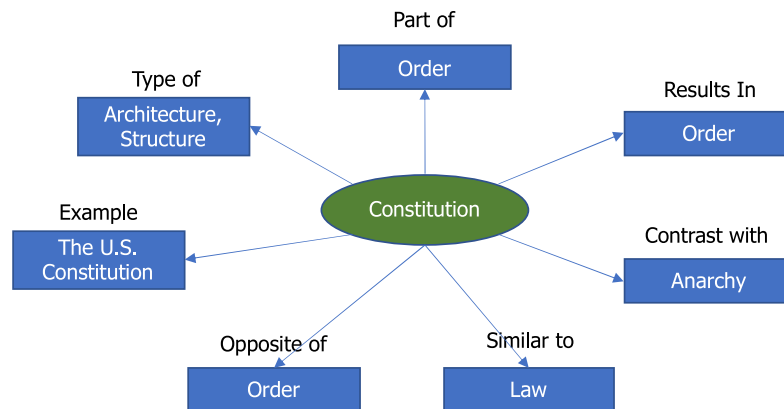 Part of
Order
Type of
Architecture,
Structure
Results In
Order
Constitution
Example
The U.S.
Constitution
Contrast with
Anarchy
Opposite of
Order
Similar to
Law